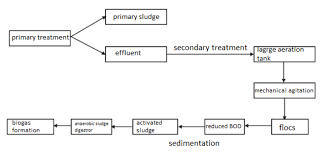 primary sludge
primary treatment
effluent
secondary treatment
lagrge aeration
tank
mechanical agitation
flocs
reduced BOD
activated
sludge
anaerobic sludge
digestor
biogas
formation
sedimentation